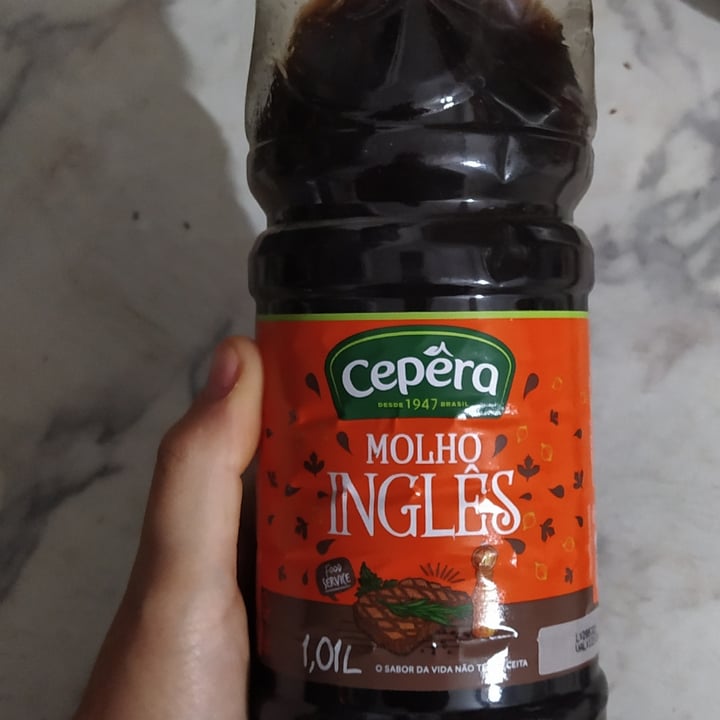 Cepêra
DESDE 1947 BRASIL
MOLHO
INGLÊS
FOOD
SERVICE
1,01L
O SABOR DA VIDA NÃO TEM RECEITA